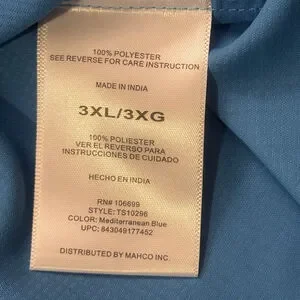 100% POLYESTER
SEE REVERSE FOR CARE INSTRUCTION
MADE IN INDIA
3XL/3XG
100% POLIESTER
VER EL REVERSO PARA
INSTRUCCIONES DE CUIDADO
HECHO EN INDIA
RN# 106699
STYLE: TS10296
COLOR: Mediterranean Blue
UPC: 843049177452
DISTRIBUTED BY MAHCO INC.